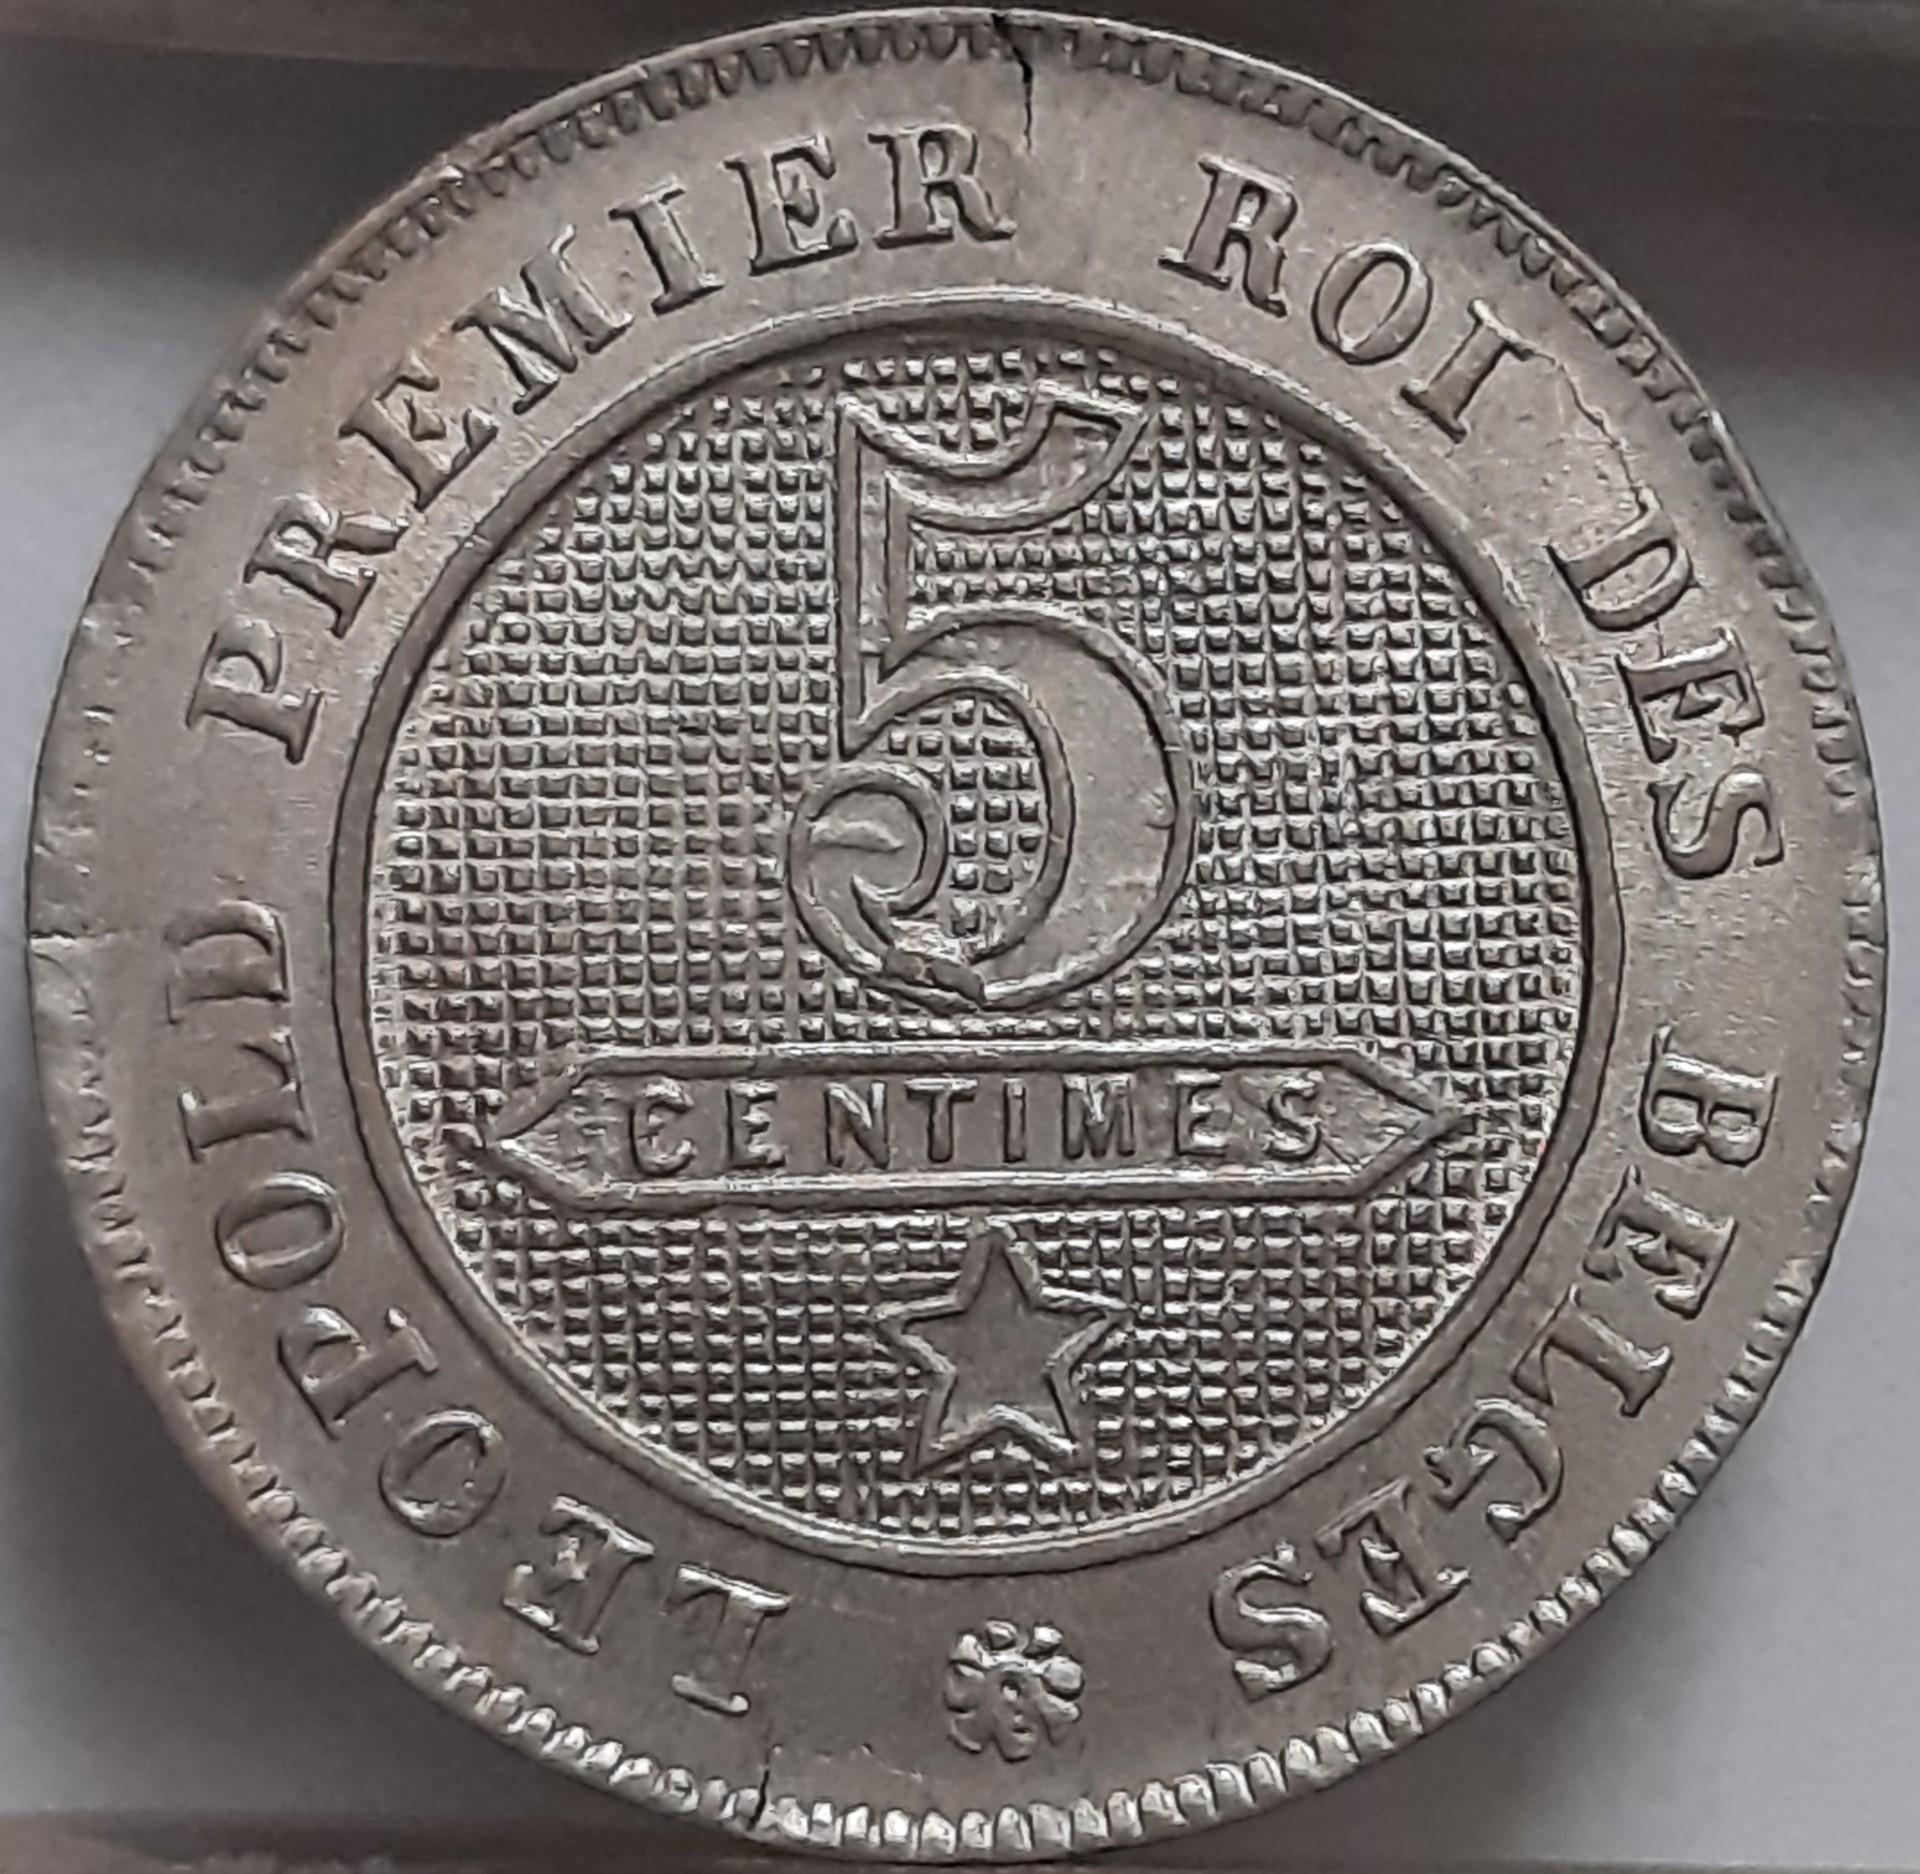 LEOPOLD PREMIER ROI DES BELGES
5
CENTIMES